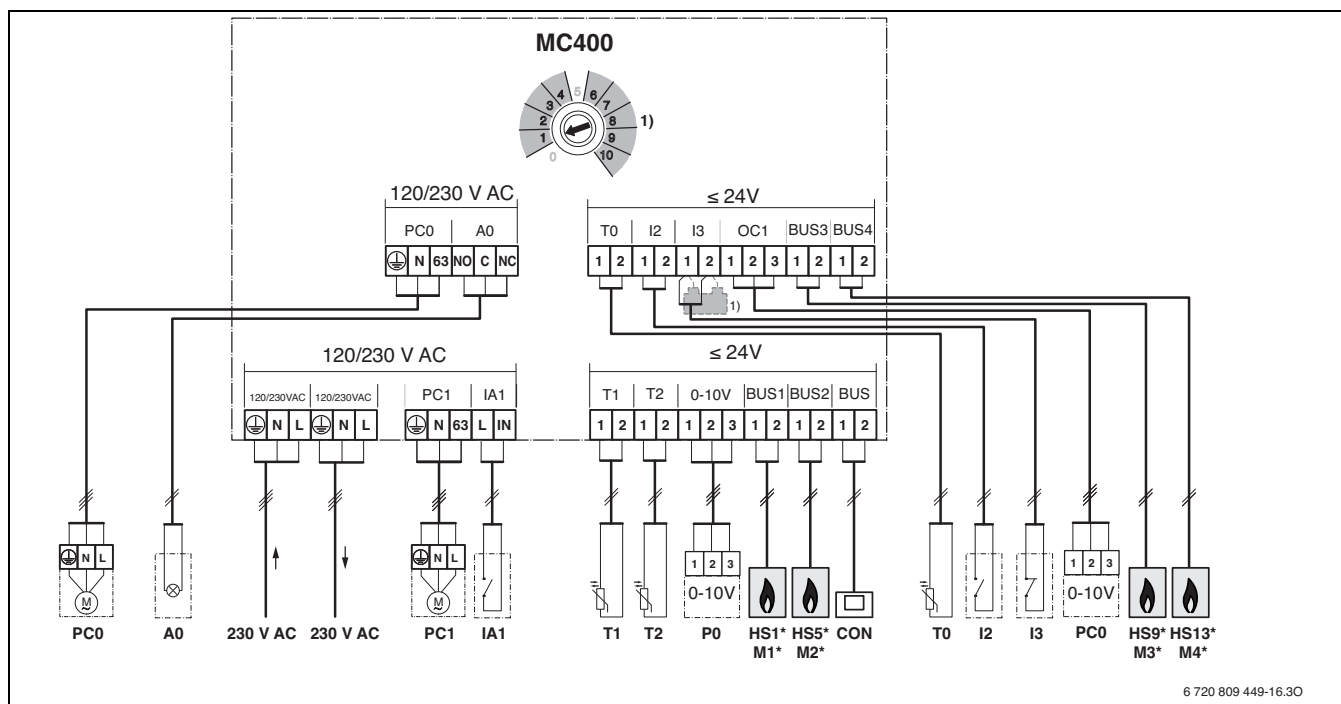 MC400
0 1 2 3 4 5 6 7 8 9 10 1)
120/230 V AC ≤ 24V
PC0 A0 T0 I2 I3 OC1 BUS3 BUS4
N 63 NO C NC 1 2 1 2 1 2 1 2 3 1 2 1 2
1)
120/230 V AC ≤ 24V
120/230VAC 120/230VAC PC1 IA1 T1 T2 0-10V BUS1 BUS2 BUS
N L N L N 63 L IN 1 2 1 2 1 2 3 1 2 1 2 1 2
N L N L 1 2 3 1 2 3
M M 0-10V 0-10V
PC0 A0 230 V AC 230 V AC PC1 IA1 T1 T2 P0 HS1* HS5* CON T0 I2 I3 PC0 HS9* HS13*
M1* M2* M3* M4*
6 720 809 449-16.3O